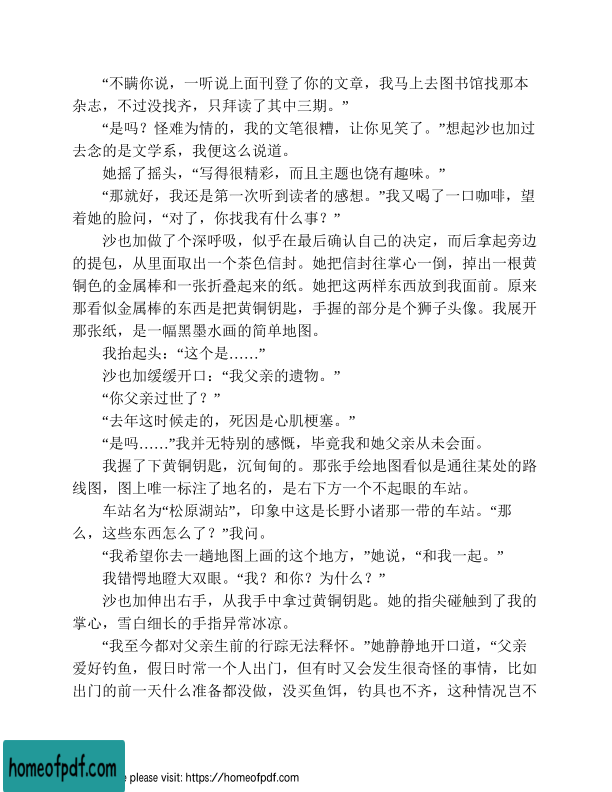 “不瞒你说，一听说上面刊登了你的文章，我马上去图书馆找那本
杂志，不过没找齐，只拜读了其中三期。”
“是吗？怪难为情的，我的文笔很糟，让你见笑了。”想起沙也加过
去念的是文学系，我便这么说道。
她摇了摇头，“写得很精彩，而且主题也饶有趣味。”
“那就好，我还是第一次听到读者的感想。”我又喝了一口咖啡，望
着她的脸问，“对了，你找我有什么事？”
沙也加做了个深呼吸，似乎在最后确认自己的决定，而后拿起旁边
的提包，从里面取出一个茶色信封。她把信封往掌心一倒，掉出一根黄
铜色的金属棒和一张折叠起来的纸。她把这两样东西放到我面前。原来
那看似金属棒的东西是把黄铜钥匙，手握的部分是个狮子头像。我展开
那张纸，是一幅黑墨水画的简单地图。
我抬起头：“这个是……”
沙也加缓缓开口：“我父亲的遗物。”
“你父亲过世了？”
“去年这时候走的，死因是心肌梗塞。”
“是吗……”我并无特别的感慨，毕竟我和她父亲从未会面。
我握了下黄铜钥匙，沉甸甸的。那张手绘地图看似是通往某处的路
线图，图上唯一标注了地名的，是右下方一个不起眼的车站。
车站名为“松原湖站”，印象中这是长野小诸那一带的车站。“那
么，这些东西怎么了？”我问。
“我希望你去一趟地图上画的这个地方，”她说，“和我一起。”
我错愕地瞪大双眼。“我？和你？为什么？”
沙也加伸出右手，从我手中拿过黄铜钥匙。她的指尖碰触到了我的
掌心，雪白细长的手指异常冰凉。
“我至今都对父亲生前的行踪无法释怀。”她静静地开口道，“父亲
爱好钓鱼，假日时常一个人出门，但有时又会发生很奇怪的事情，比如
出门的前一天什么准备都没做，没买鱼饵，钓具也不齐，这种情况岂不
homeofpdf.com
e please visit: https://homeofpdf.com